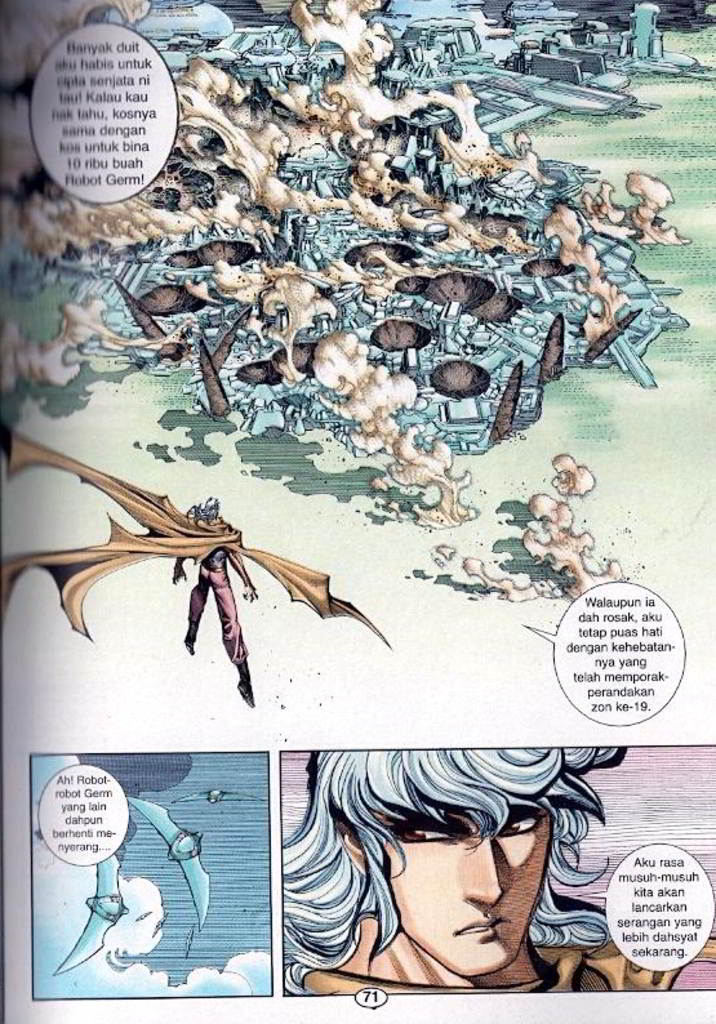 Banyak duit
aku habis untuk
cipta senjata ni
tau! Kalau kau
nak tahu, kosnya
sama dengan
kos untuk bina
10 ribu buah
Robot Germ!
Walaupun ia
dah rosak, aku
tetap puas hati
dengan kehebatan-
nya yang
telah memporak-
perandakan
zon ke-19.
Ah! Robot-
robot Germ
yang lain
dahpun
berhenti me-
nyerang....
Aku rasa
musuh-musuh
kita akan
lancarkan
serangan yang
lebih dahsyat
sekarang.
71